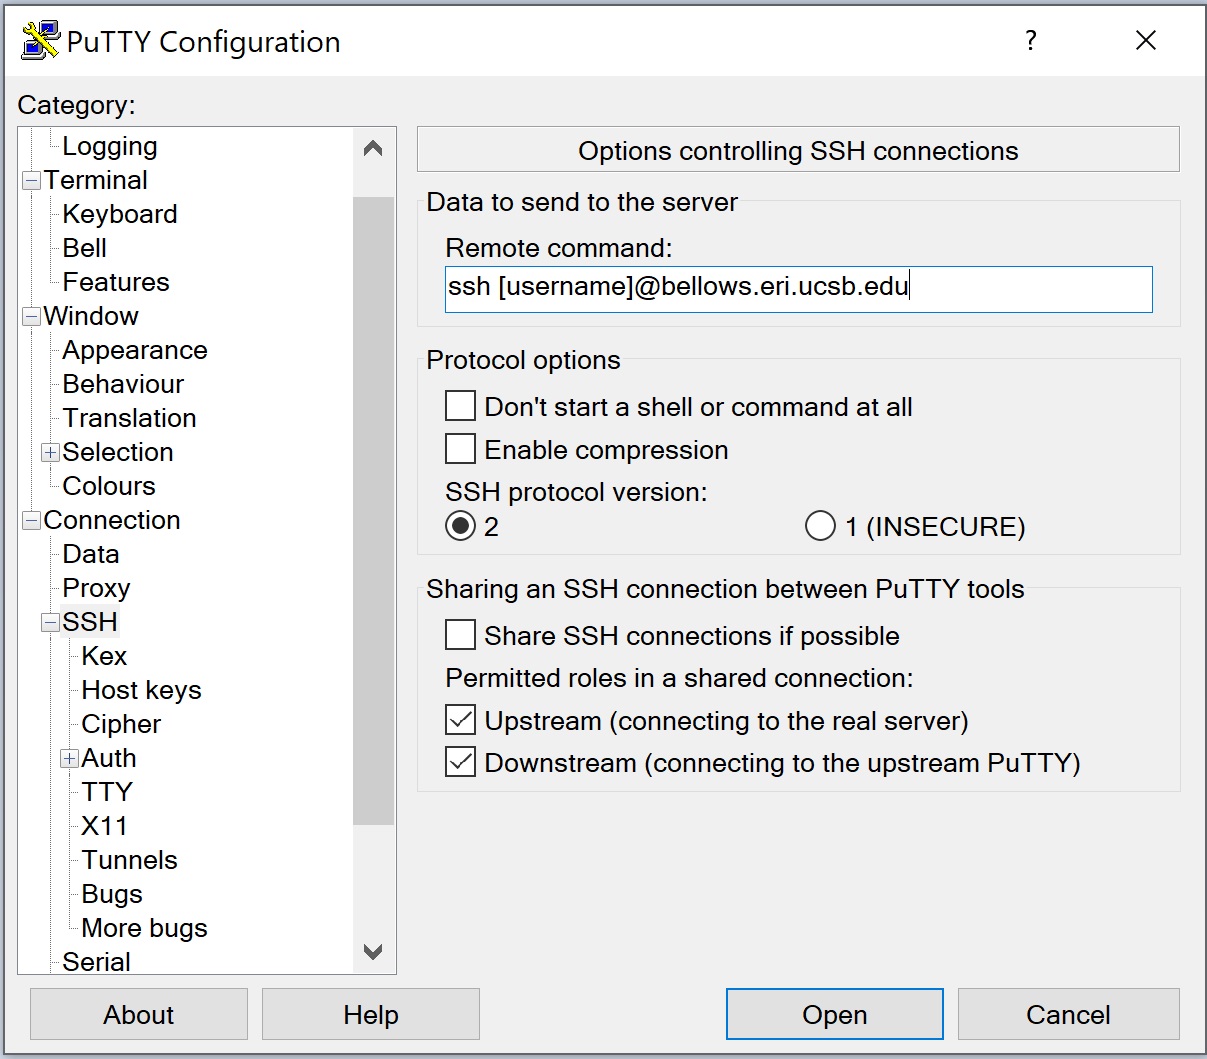 PuTTY Configuration
?
Category:
Logging
Terminal
Keyboard
Bell
Features
Window
Appearance
Behaviour
Translation
Selection
Colours
Connection
Data
Proxy
SSH
Kex
Host keys
Cipher
Auth
TTY
X11
Tunnels
Bugs
More bugs
Serial
Options controlling SSH connections
Data to send to the server
Remote command:
ssh [username]@bellows.eri.ucsb.edu
Protocol options
Don't start a shell or command at all
Enable compression
SSH protocol version:
2 1 (INSECURE)
Sharing an SSH connection between PuTTY tools
Share SSH connections if possible
Permitted roles in a shared connection:
Upstream (connecting to the real server)
Downstream (connecting to the upstream PuTTY)
About Help Open Cancel